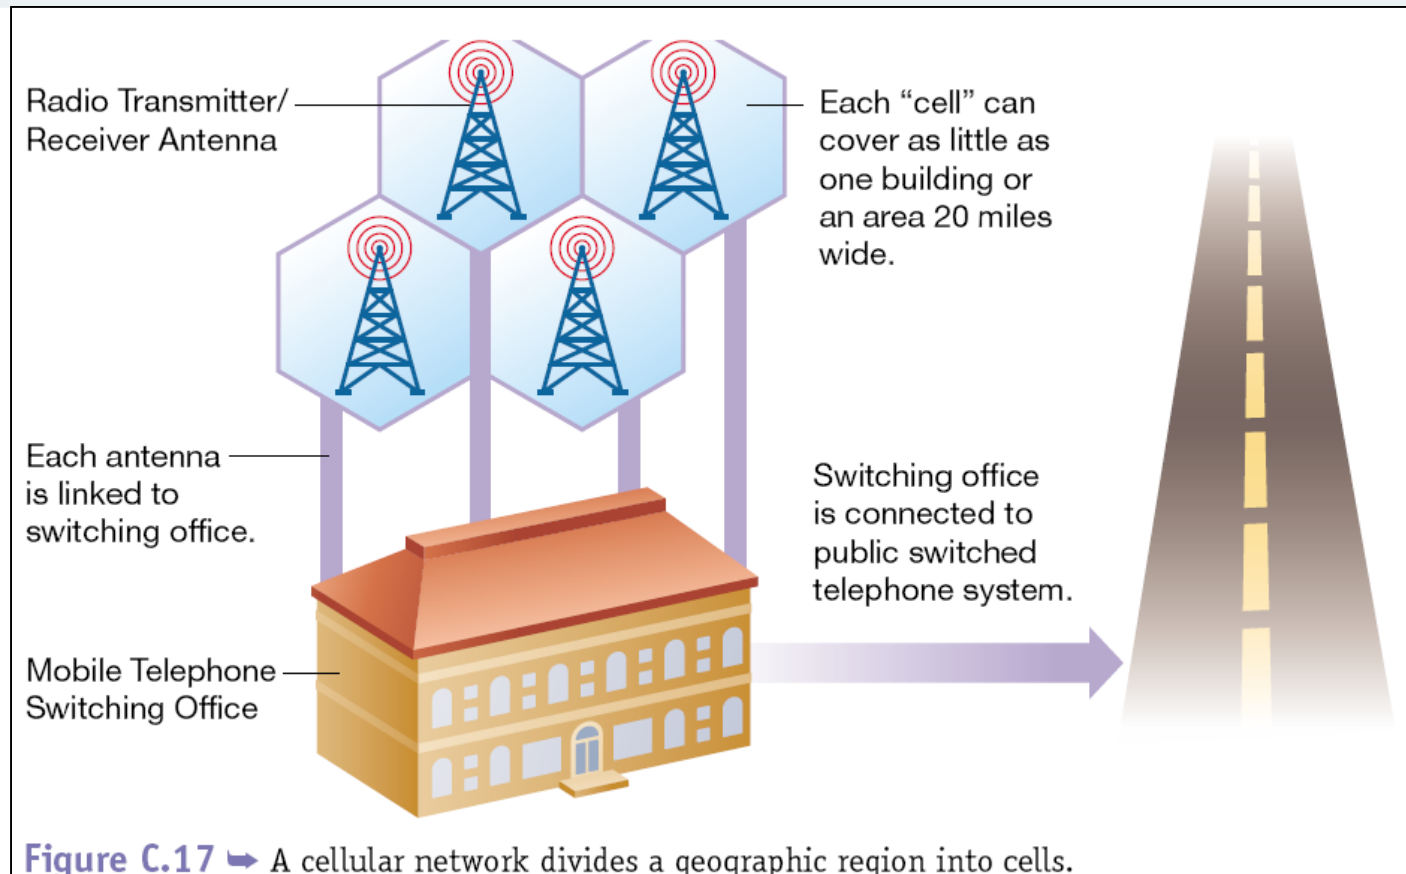 Radio Transmitter/
Receiver Antenna
Each “cell” can
cover as little as
one building or
an area 20 miles
wide.
Each antenna
is linked to
switching office.
Switching office
is connected to
public switched
telephone system.
Mobile Telephone
Switching Office
Figure C.17 ➥ A cellular network divides a geographic region into cells.